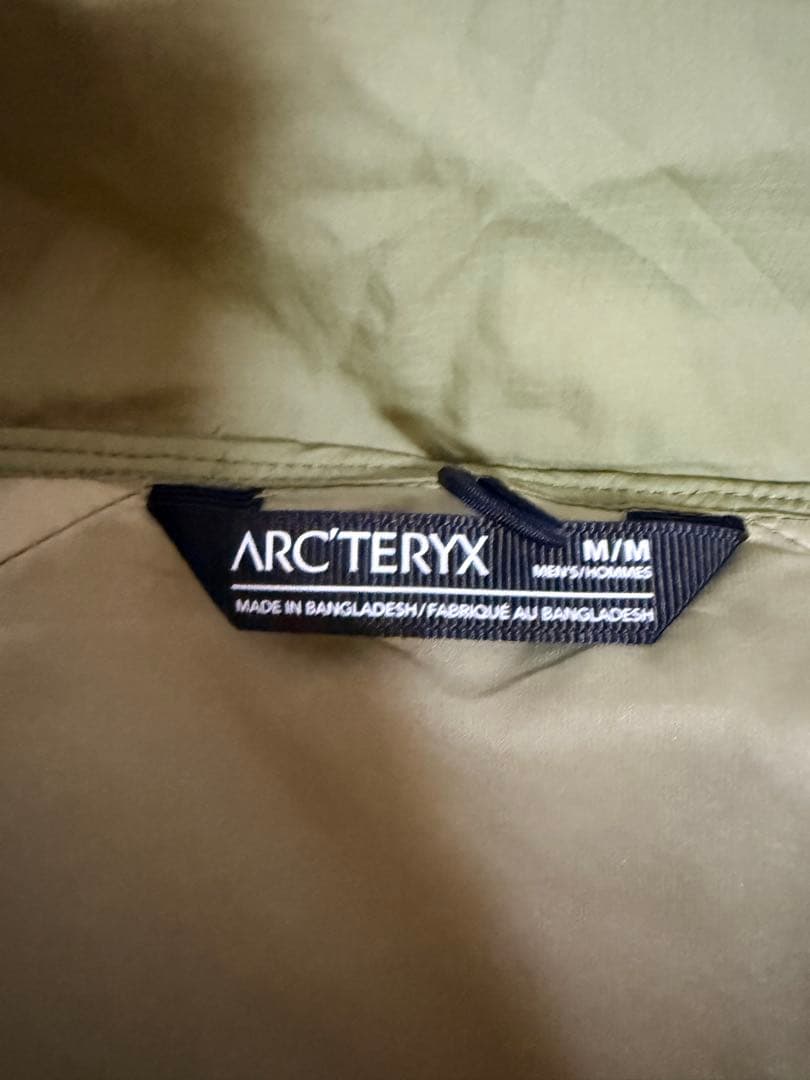 ARC'TERYX M/M
MEN'S/HOMMES
MADE IN BANGLADESH/FABRIQUÉ AU BANGLADESH